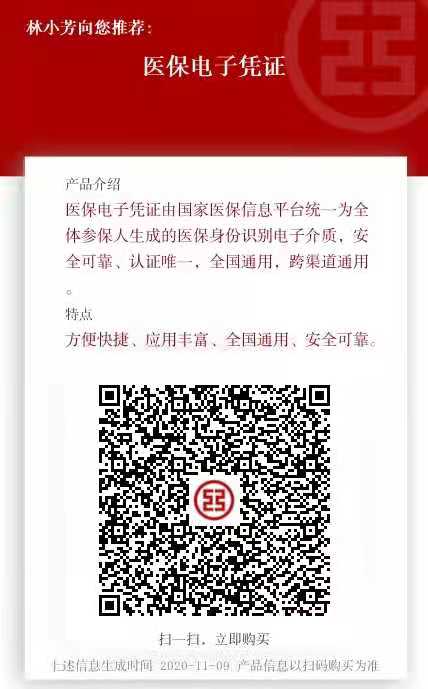 林小芳向您推荐：
医保电子凭证
产品介绍
医保电子凭证由国家医保信息平台统一为全
体参保人生成的医保身份识别电子介质，安
全可靠、认证唯一，全国通用，跨渠道通用
。
特点
方便快捷、应用丰富、全国通用、安全可靠。
扫一扫，立即购买
上述信息生成时间 2020-11-09 产品信息以扫码购买为准